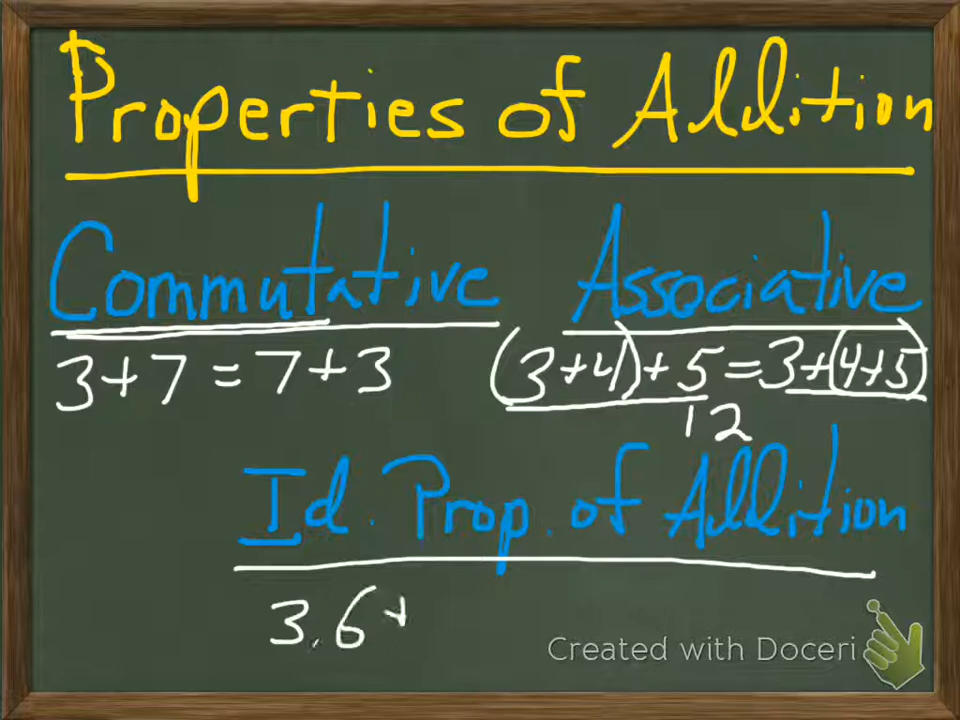 Properties of Addition
Commutative Associative
3+7=7+3 (3+4)+5=3+(4+5)
12
Id. Prop. of Addition
3.6+
Created with Doceri